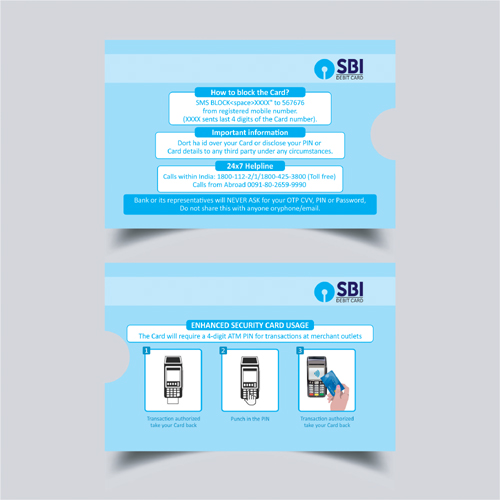 SBI
DEBIT CARD
How to block the Card?
SMS BLOCK<space>XXXX" to 567676
from registered mobile number.
(XXXX sents last 4 digits of the Card number).
Important information
Dort ha id over your Card or disclose your PIN or
Card details to any third party under any circumstances.
24x7 Helpline
Calls within India: 1800-112-2/1/1800-425-3800 (Toll free)
Calls from Abroad 0091-80-2659-9990
Bank or its representatives will NEVER ASK for your OTP CVV, PIN or Password,
Do not share this with anyone oryphone/email.
SBI
DEBIT CARD
ENHANCED SECURITY CARD USAGE
The Card will require a 4-digit ATM PIN for transactions at merchant outlets
1
2
3
Transaction authorized
take your Card back
Punch in the PIN
Transaction authorized
take your Card back